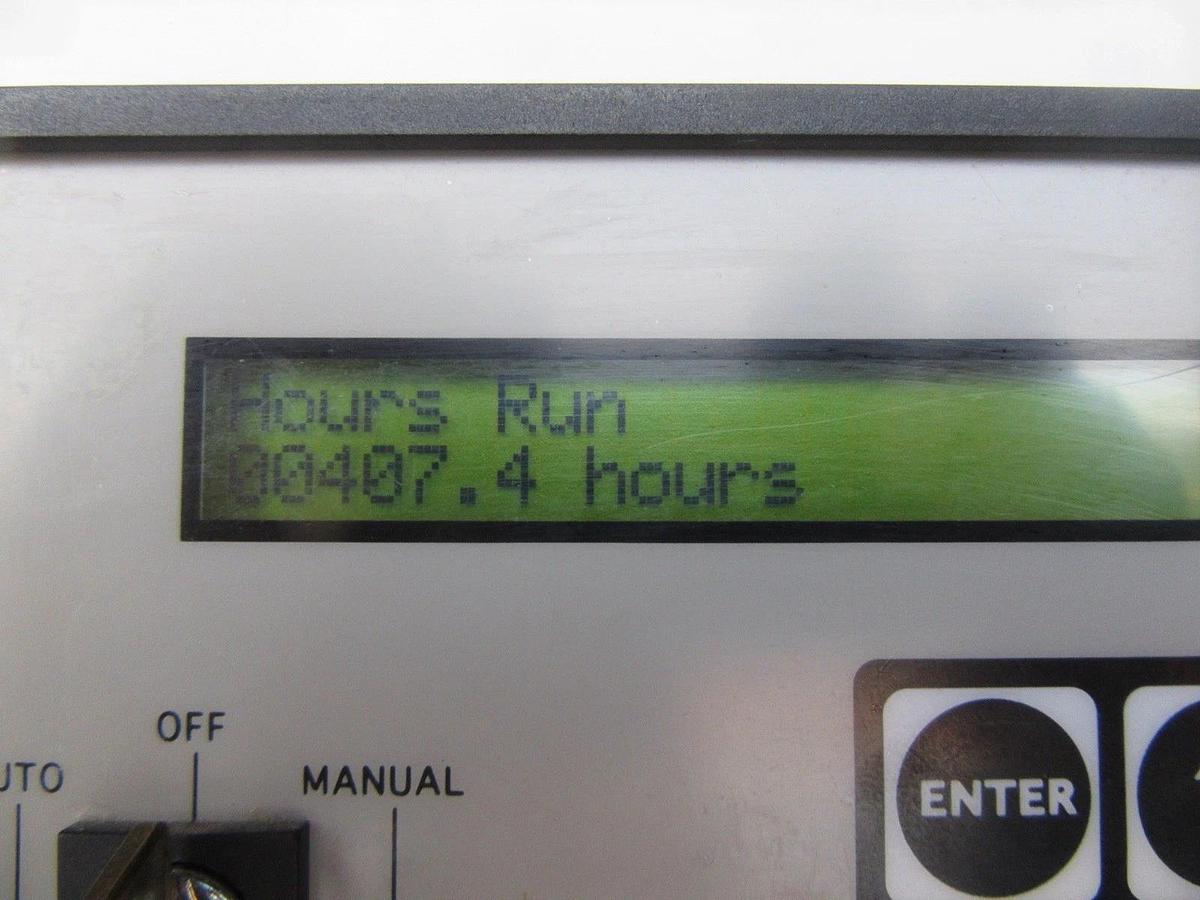 Hours Run
00407.4 hours
OFF
UTO
MANUAL
ENTER